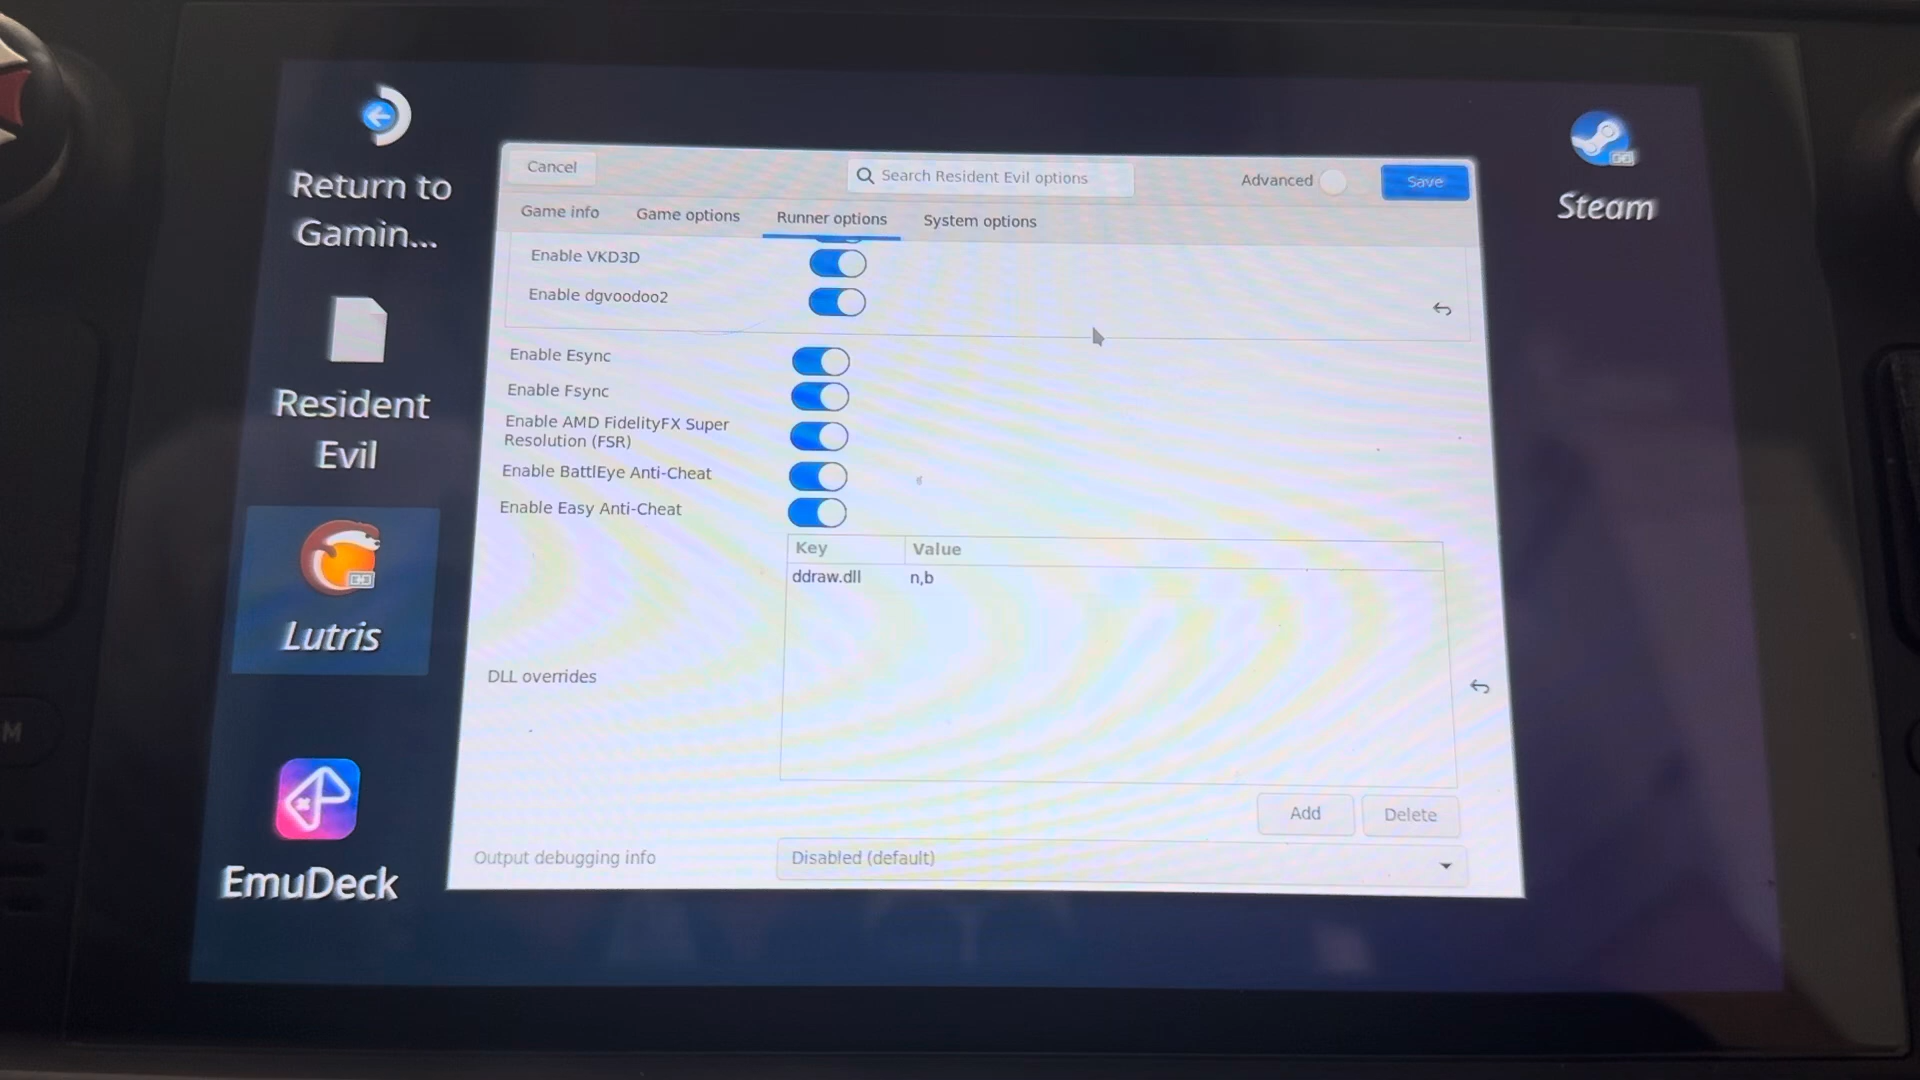 Return to
Gamin...
Resident
Evil
Lutris
EmuDeck
Steam
Cancel
Search Resident Evil options
Advanced
Save
Game info
Game options
Runner options
System options
Enable VKD3D
Enable dgvoodoo2
Enable Esync
Enable Fsync
Enable AMD FidelityFX Super
Resolution (FSR)
Enable BattlEye Anti-Cheat
Enable Easy Anti-Cheat
Key
Value
ddraw.dll
n,b
DLL overrides
Add
Delete
Output debugging info
Disabled (default)
M